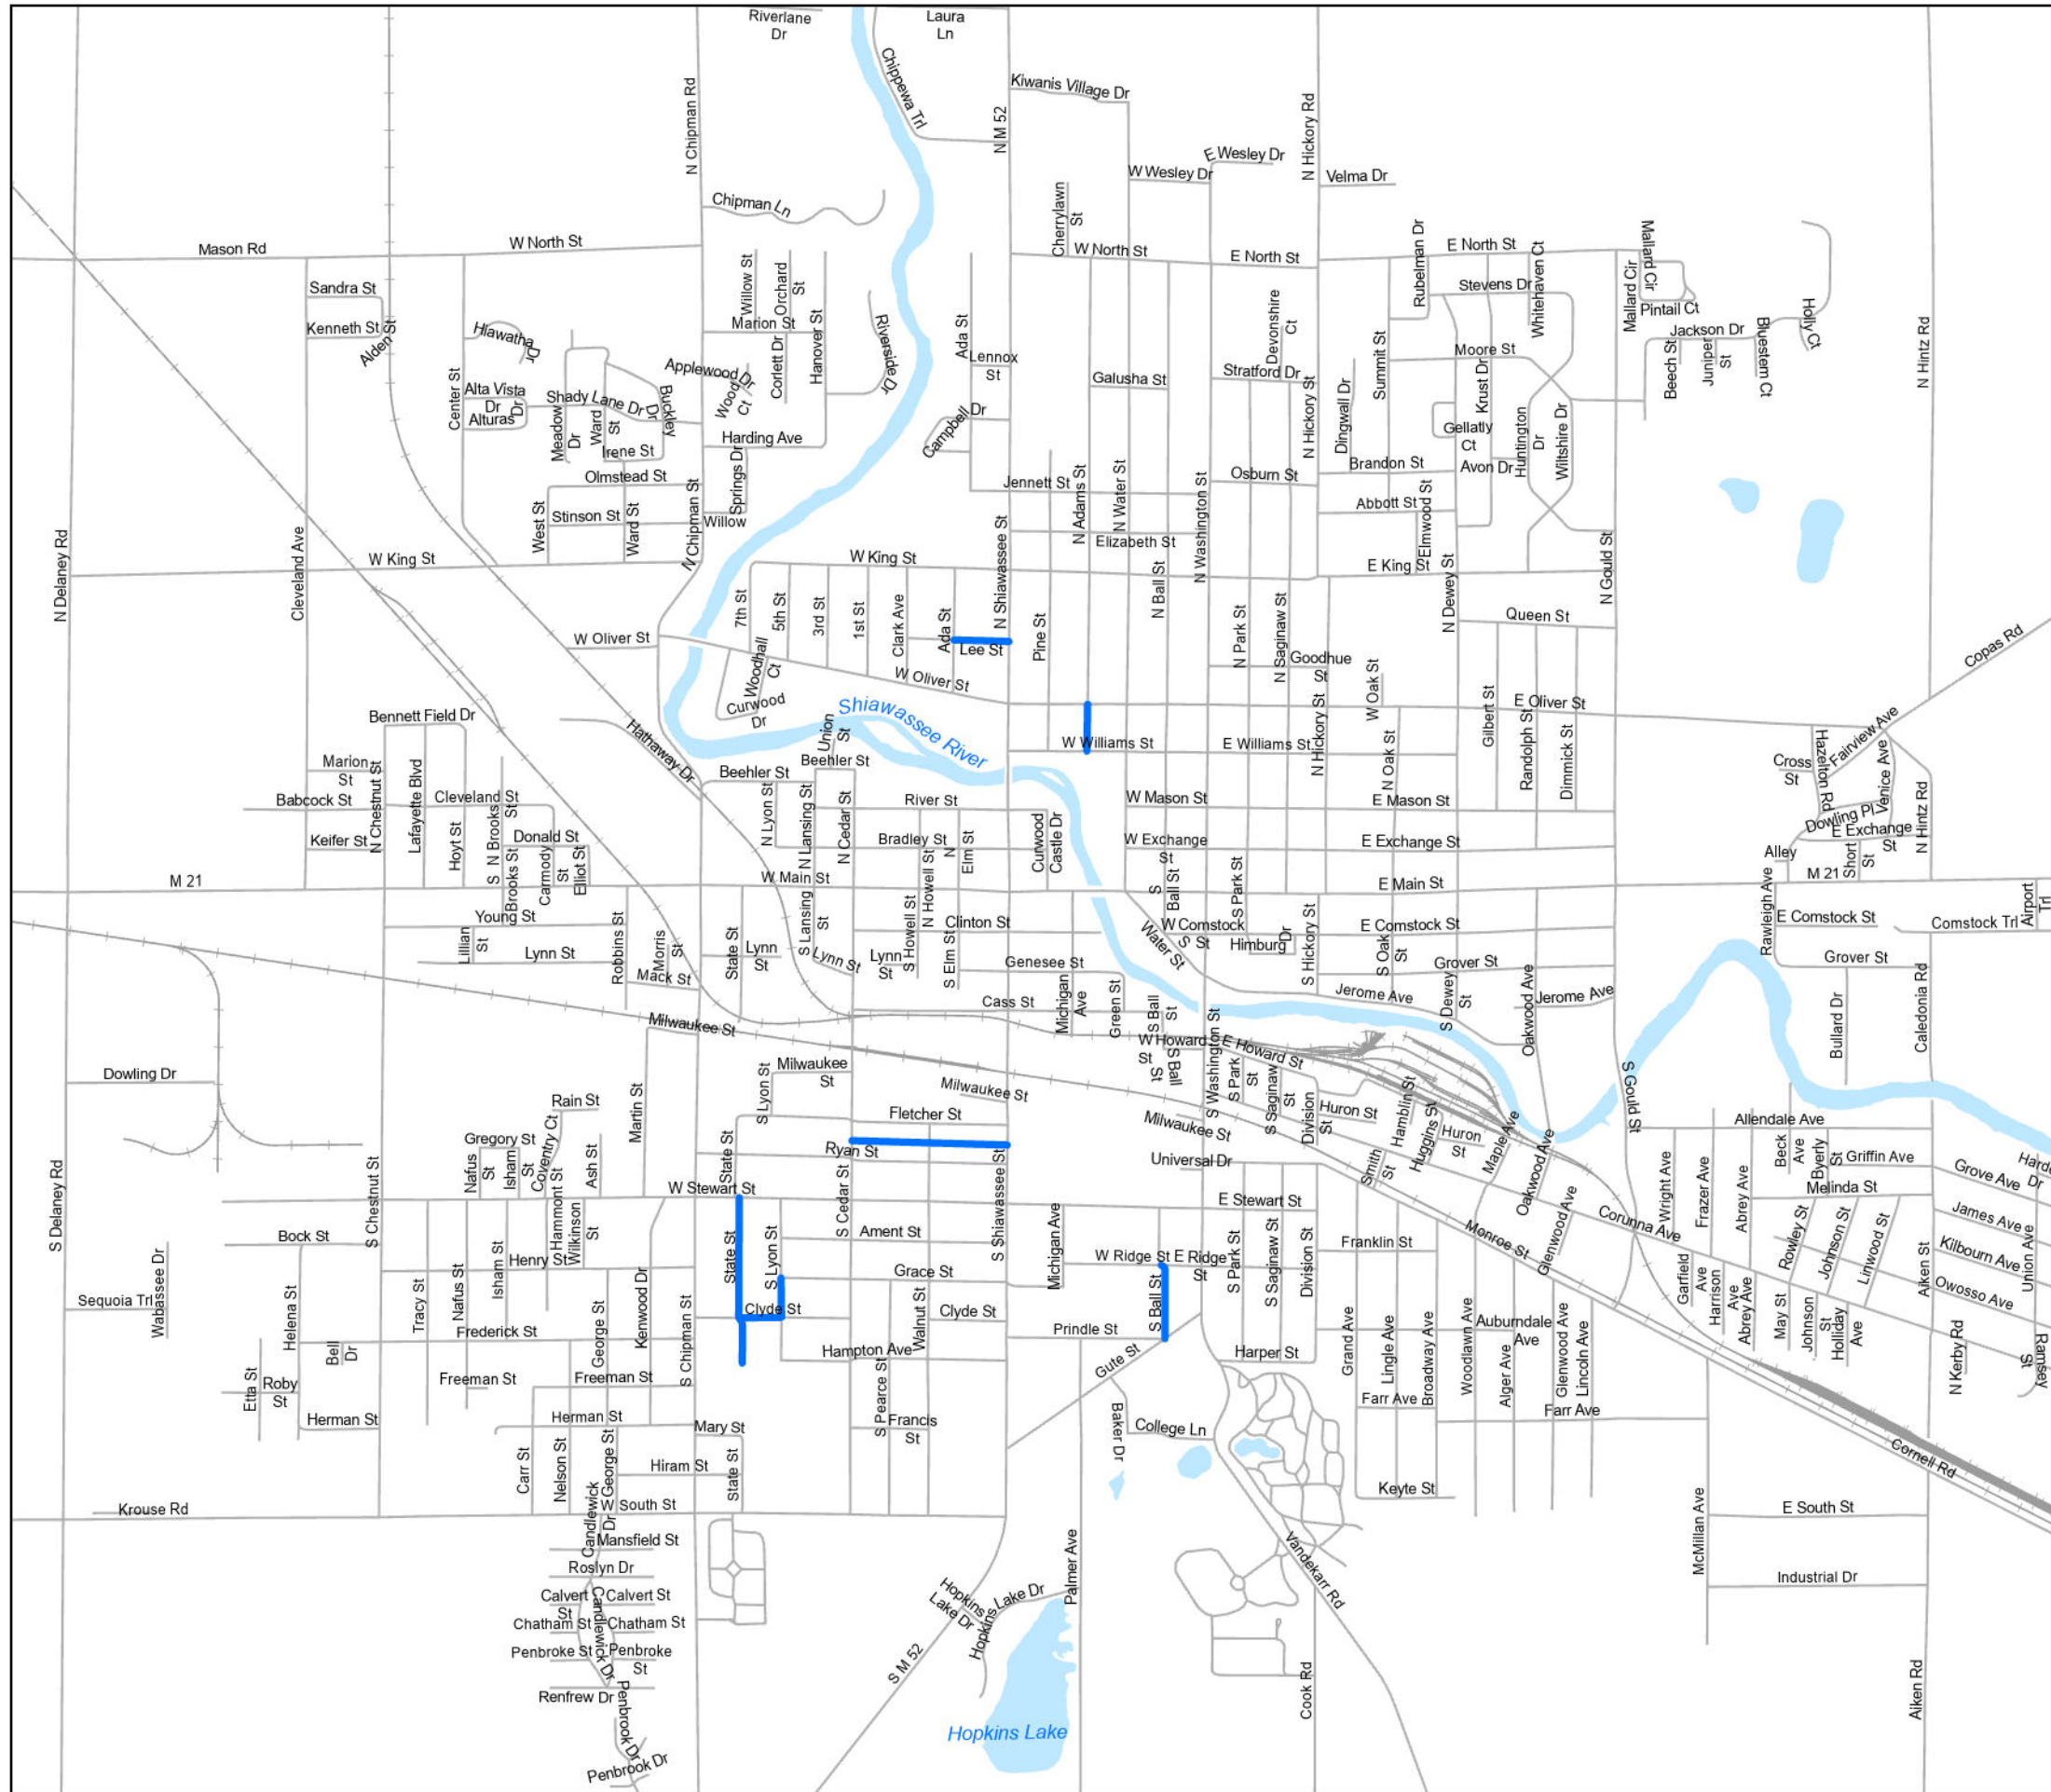 Riverlane
Dr
Laura
Ln
Chippewa Trl
Kiwanis Village Dr
N Chipman Rd
N M 52
N Hickory Rd
E Wesley Dr
W Wesley Dr
Velma Dr
Chipman Ln
Cherrylawn
St
Mason Rd
W North St
W North St
E North St
E North St
Rubelman Dr
Whitehaven Ct
Mallard Cir
Mallard Cir
Pintail Ct
Stevens Dr
Holly Ct
Sandra St
Kenneth St
Alden St
Hiawatha
Dr
Willow St
Orchard
St
Marion St
Hanover St
Riverside Dr
Ada St
Lennox
St
Devonshire
Ct
Summit St
Moore St
Jackson Dr
Beech St
Juniper
St
Bluestem Ct
N Hintz Rd
Center St
Alta Vista
Dr
Alturas
Dr
Shady Lane Dr
Meadow
Dr
Ward
St
Buckley
Dr
Irene St
Applewood Dr
Wood
Ct
Corlett Dr
Harding Ave
Springs Dr
Willow
Campbell Dr
Galusha St
Stratford Dr
N Hickory St
Dingwall Dr
Krust Dr
Gellatly
Ct
Huntington
Dr
Wiltshire Dr
Avon Dr
Brandon St
Abbott St
Elmwood St
Osburn St
Olmstead St
Stinson St
West St
Ward St
N Chipman St
Jennett St
N Adams St
N Water St
Elizabeth St
N Washington St
N Shiawassee St
N Delaney Rd
Cleveland Ave
W King St
W King St
E King St
N Gould St
N Dewey St
7th St
5th St
3rd St
1st St
Clark Ave
Ada St
Lee St
Pine St
N Ball St
N Park St
N Saginaw St
Goodhue
St
Queen St
Copas Rd
W Oliver St
W Oliver St
E Oliver St
Woodhall
Ct
Curwood
Dr
Shiawassee River
W Oak St
N Oak St
Gilbert St
Randolph St
Dimmick St
N Hickory St
Bennett Field Dr
Hathaway Dr
Union
St
Beehler St
Beehler St
W Williams St
E Williams St
Hazelton Rd
Fairview Ave
Cross
St
Venice Ave
Dowling Pl
N Hintz Rd
Marion
St
Babcock St
Keifer St
N Chestnut St
Lafayette Blvd
Cleveland St
Hoyt St
N Brooks
St
Donald St
S
Brooks St
Carmody
St
Elliot St
N Lyon St
N Lansing St
N Cedar St
River St
Bradley St
N Howell St
N
Elm St
Curwood
Castle Dr
W Mason St
E Mason St
W Exchange
St
E Exchange St
E Exchange
St
Alley
Short
St
M 21
W Main St
E Main St
M 21
Young St
Lillian
St
Lynn St
Robbins St
Morris
St
Mack St
State St
Lynn
St
S Lansing
St
Lynn St
Lynn
St
S Howell St
S Elm St
Clinton St
Genesee St
Cass St
Michigan
Ave
Green St
S
Ball St
S Park St
W Comstock
St
S
Water St
Himburg
Dr
S Hickory St
E Comstock St
S Oak
St
Grover St
Jerome Ave
Jerome Ave
S Dewey
St
Oakwood Ave
Rawleigh Ave
E Comstock St
Comstock Trl
Airport
Trl
Grover St
Bullard Dr
Caledonia Rd
Milwaukee St
Milwaukee
St
Milwaukee St
Milwaukee St
S Lyon St
Fletcher St
W Howard
St
S Ball
St
S Ball
St
E Howard St
S Washington St
S Park
St
S Saginaw
St
Division
St
Huron St
Hamblin St
Huggins St
Huron
St
Maple Ave
Smith
St
Oakwood Ave
S Gould St
Dowling Dr
S Delaney Rd
Martin St
Rain St
Gregory St
Nafus
St
Isham
St
Coventry Ct
Hammont St
Ash St
Ryan St
State St
W Stewart St
E Stewart St
Universal Dr
Allendale Ave
Beck
Ave
Byerly
St
Griffin Ave
Grove Ave
Melinda St
Wright Ave
Frazer Ave
Abrey Ave
Rowley St
Johnson St
Linwood St
James Ave
Kilbourn Ave
Owosso Ave
Union Ave
Aiken St
Corunna Ave
Monroe St
Glenwood Ave
Garfield
Ave
Harrison
Ave
Abrey Ave
May St
Johnson
St
Holliday
Ave
N Kerby Rd
Ramsey
St
S Chestnut St
Bock St
Wabassee Dr
Sequoia Trl
Helena St
Tracy St
Nafus St
Isham St
Henry St
Wilkinson
St
George St
Kenwood Dr
S Chipman St
Frederick St
Bell
Dr
Etta St
Roby
St
Herman St
Freeman St
Freeman St
Herman St
State St
S Lyon St
S Cedar St
Ament St
Grace St
Clyde St
Clyde St
Walnut St
Hampton Ave
S Pearce St
Francis
St
S Shiawassee St
Michigan Ave
W Ridge St
E Ridge
St
S Ball St
Prindle St
Gute St
Harper St
S Park St
S Saginaw St
Division St
Franklin St
Grand Ave
Lingle Ave
Broadway Ave
Woodlawn Ave
Auburndale
Ave
Alger Ave
Glenwood Ave
Lincoln Ave
Farr Ave
Farr Ave
Keyte St
Baker Dr
College Ln
Cornell Rd
McMillan Ave
E South St
Industrial Dr
Mary St
Carr St
Nelson St
George St
Hiram St
State St
W South St
Krouse Rd
Candlewick
Dr
Mansfield St
Roslyn Dr
Calvert
St
Calvert St
Candlewick Dr
Chatham St
Chatham St
Penbroke St
Penbroke
St
Renfrew Dr
Penbrook Dr
Penbrook Dr
Hopkins
Lake Dr
Hopkins Lake Dr
S M 52
Hopkins Lake
Palmer Ave
Vandekarr Rd
Cook Rd
Aiken Rd